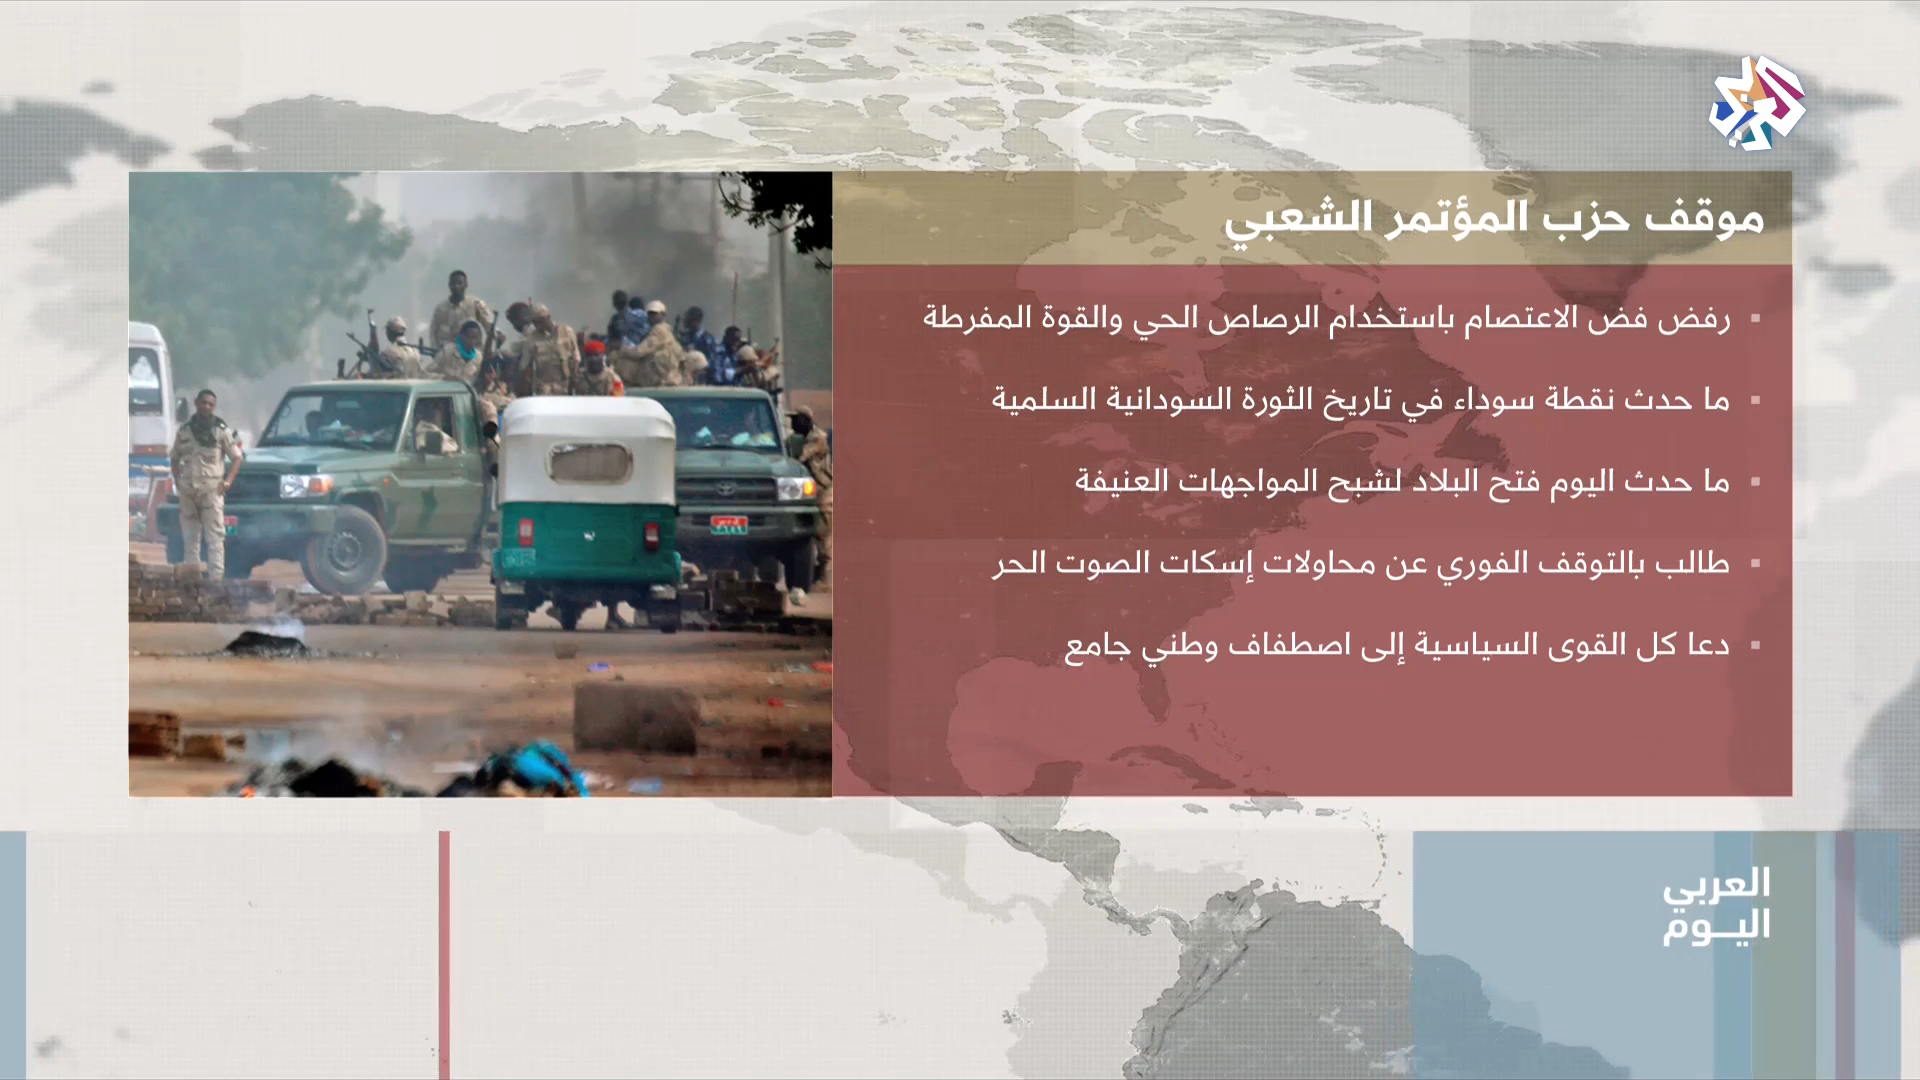 موقف حزب المؤتمر الشعبي
رفض فض الاعتصام باستخدام الرصاص الحي والقوة المفرطة
ما حدث نقطة سوداء في تاريخ الثورة السودانية السلمية
ما حدث اليوم فتح البلاد لشبح المواجهات العنيفة
طالب بالتوقف الفوري عن محاولات إسكات الصوت الحر
دعا كل القوى السياسية إلى اصطفاف وطني جامع
العربي
اليوم